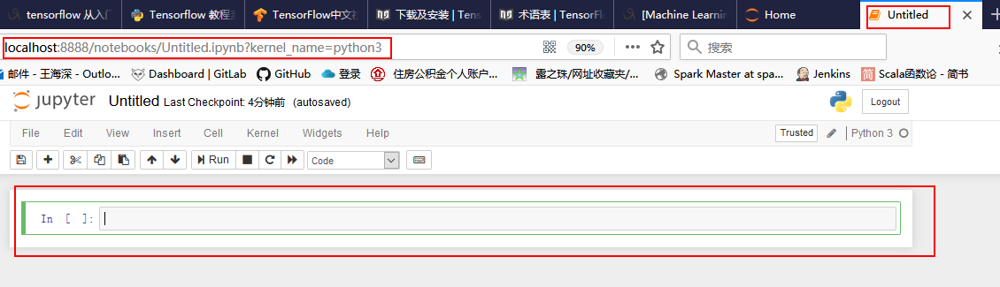 tensorflow 从入门 Tensorflow 教程 TensorFlow中文社 下载及安装 | Tens 术语表 | TensorFl [Machine Learnin Home Untitled
localhost:8888/notebooks/Untitled.ipynb?kernel_name=python3 90% 搜索
邮件 - 王海深 - Outlo... Dashboard | GitLab GitHub 登录 住房公积金个人账户... 露之珠/网址收藏夹/... Spark Master at spa... Jenkins 简 Scala函数论 - 简书
jupyter Untitled Last Checkpoint: 4分钟前 (autosaved) Logout
File Edit View Insert Cell Kernel Widgets Help Trusted Python 3
Run Code
In [ ]: